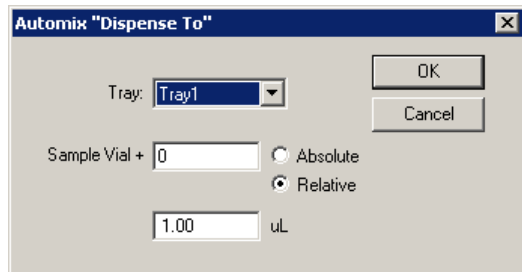 Automix "Dispense To"
Tray: Tray1
OK
Cancel
Sample Vial + 0
Absolute
Relative
1.00 uL